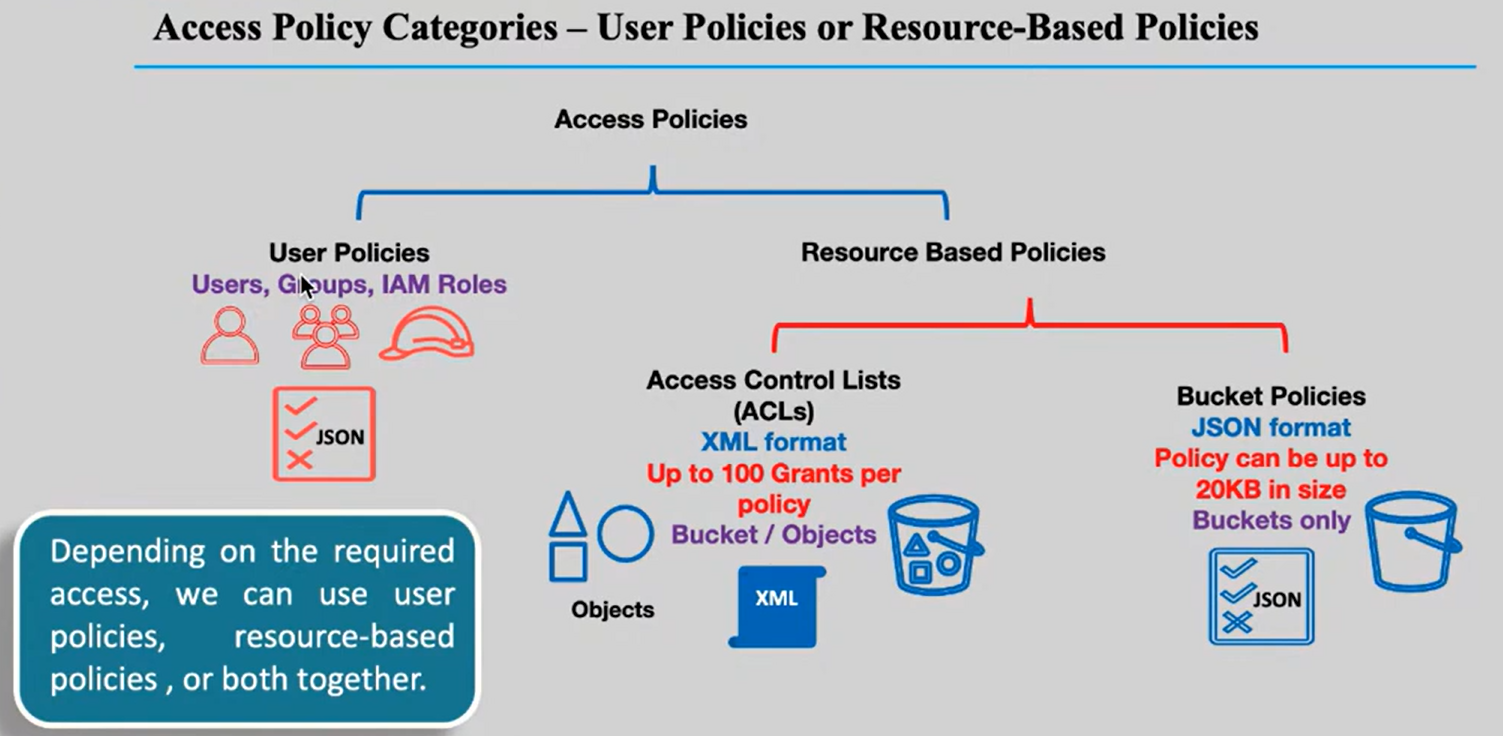 Access Policy Categories – User Policies or Resource-Based Policies
Access Policies
User Policies
Users, Groups, IAM Roles
JSON
Resource Based Policies
Access Control Lists
(ACLs)
XML format
Up to 100 Grants per
policy
Bucket / Objects
Objects
XML
Bucket Policies
JSON format
Policy can be up to
20KB in size
Buckets only
JSON
Depending on the required
access, we can use user
policies, resource-based
policies , or both together.